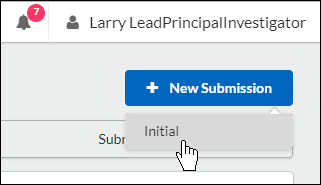 7
Larry LeadPrincipalInvestigator
+ New Submission
Initial